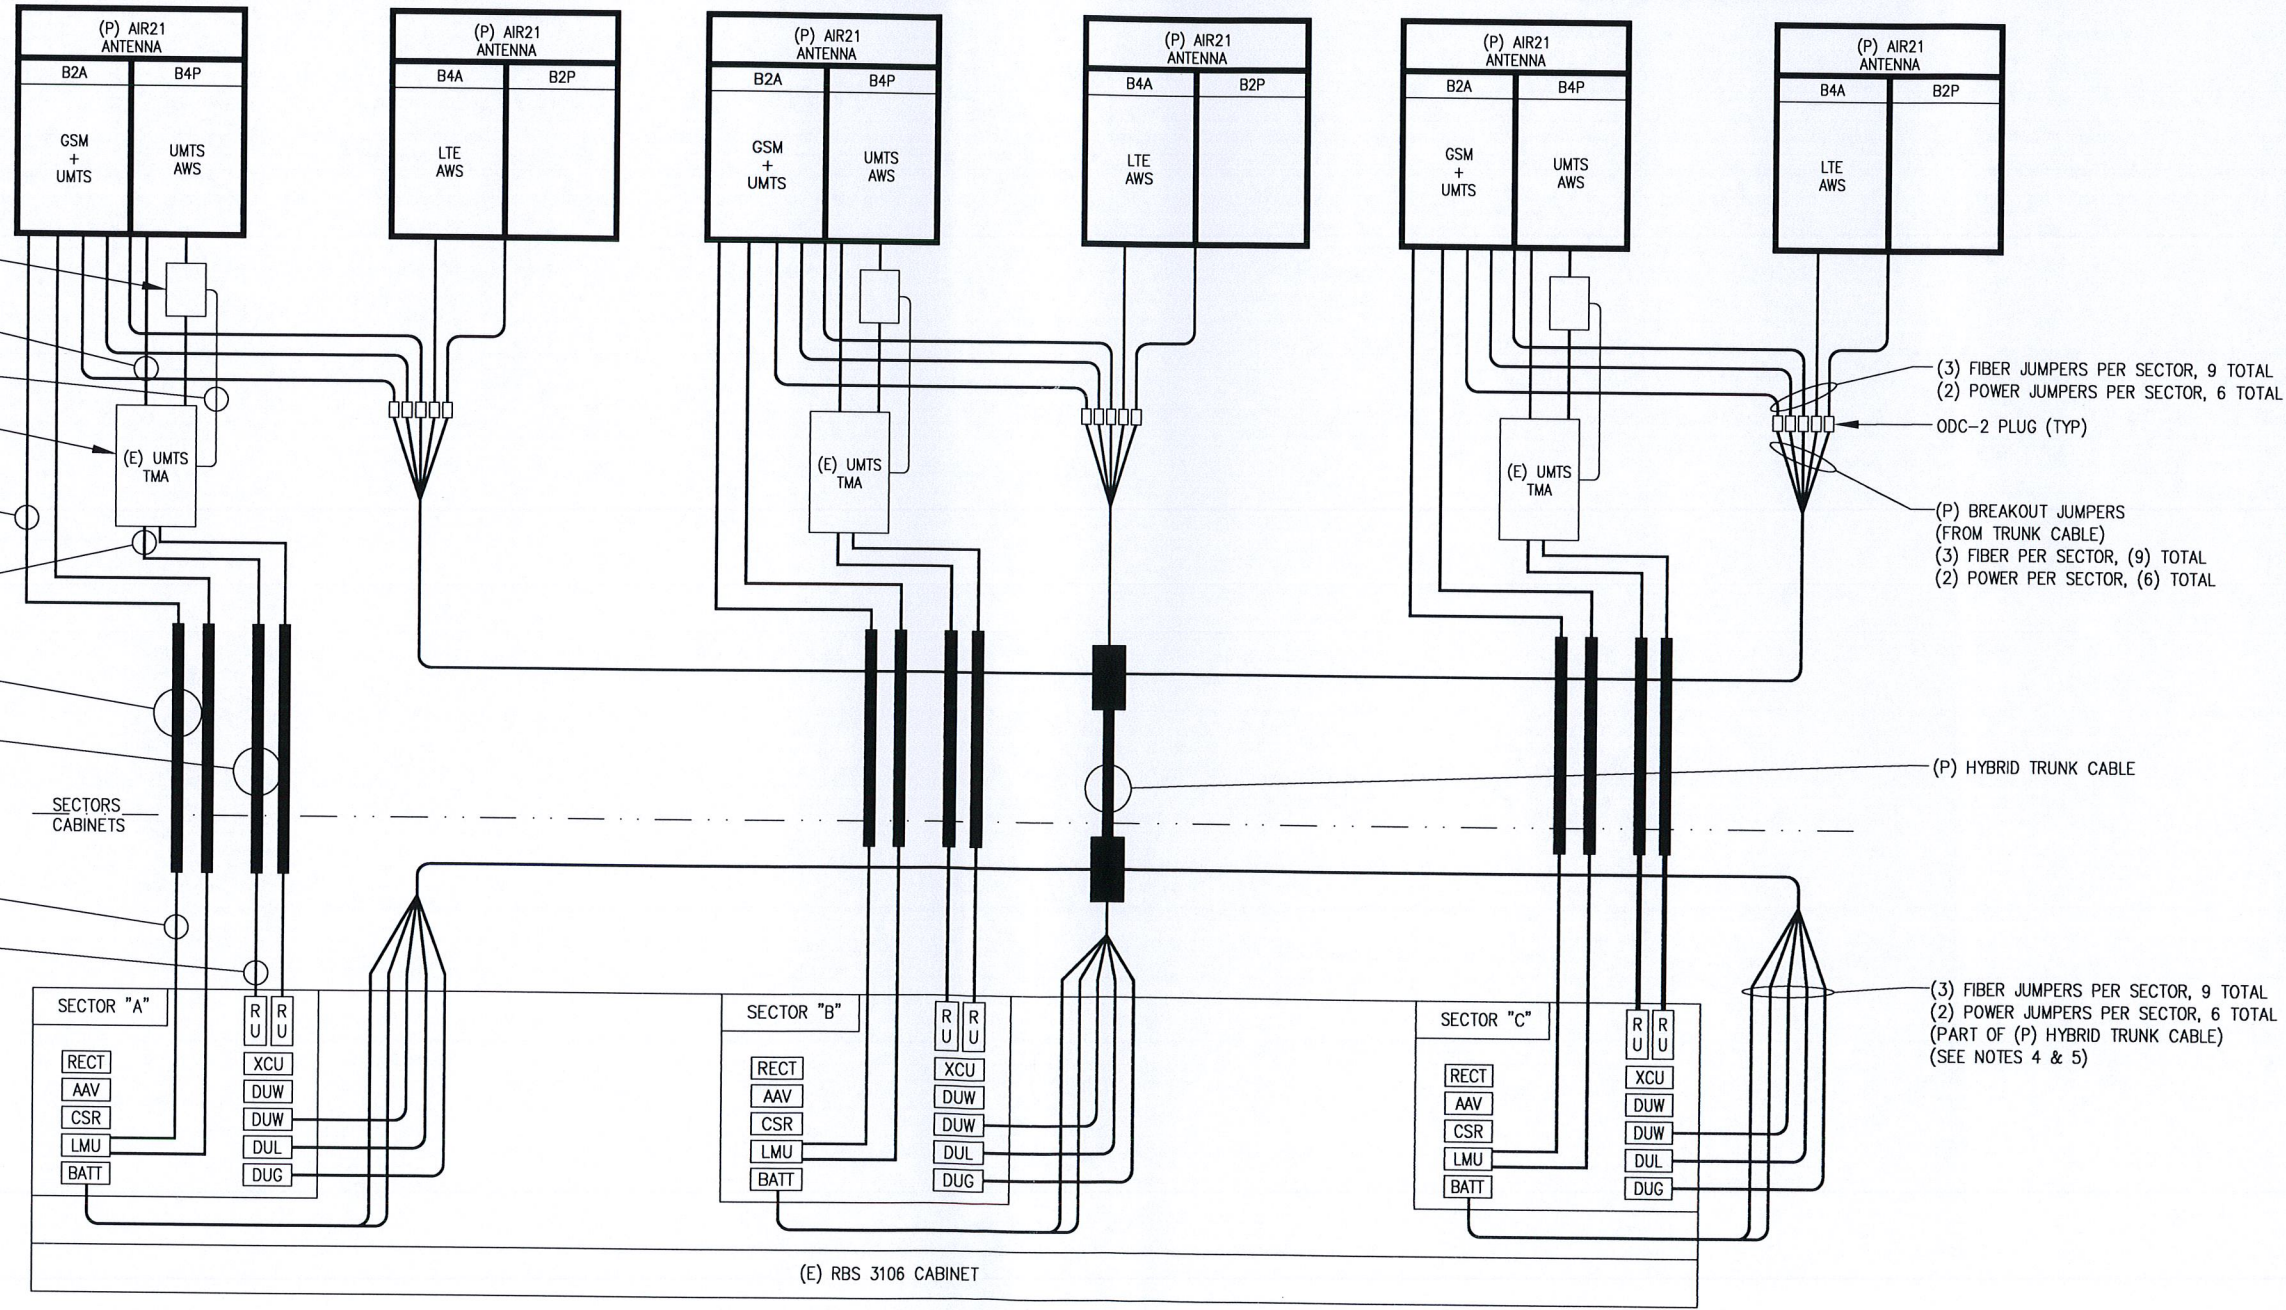 (P) AIR21
ANTENNA
B2A B4P
GSM
+
UMTS
UMTS
AWS
(P) AIR21
ANTENNA
B4A B2P
LTE
AWS
(P) AIR21
ANTENNA
B2A B4P
GSM
+
UMTS
UMTS
AWS
(P) AIR21
ANTENNA
B4A B2P
LTE
AWS
(P) AIR21
ANTENNA
B2A B4P
GSM
+
UMTS
UMTS
AWS
(P) AIR21
ANTENNA
B4A B2P
LTE
AWS
(3) FIBER JUMPERS PER SECTOR, 9 TOTAL
(2) POWER JUMPERS PER SECTOR, 6 TOTAL
ODC-2 PLUG (TYP)
(E) UMTS
TMA
(E) UMTS
TMA
(E) UMTS
TMA
(P) BREAKOUT JUMPERS
(FROM TRUNK CABLE)
(3) FIBER PER SECTOR, (9) TOTAL
(2) POWER PER SECTOR, (6) TOTAL
(P) HYBRID TRUNK CABLE
SECTORS
CABINETS
(3) FIBER JUMPERS PER SECTOR, 9 TOTAL
(2) POWER JUMPERS PER SECTOR, 6 TOTAL
(PART OF (P) HYBRID TRUNK CABLE)
(SEE NOTES 4 & 5)
SECTOR "A"
RU
RU
RECT
AAV
CSR
LMU
BATT
XCU
DUW
DUW
DUL
DUG
SECTOR "B"
RU
RU
RECT
AAV
CSR
LMU
BATT
XCU
DUW
DUW
DUL
DUG
SECTOR "C"
RU
RU
RECT
AAV
CSR
LMU
BATT
XCU
DUW
DUW
DUL
DUG
(E) RBS 3106 CABINET